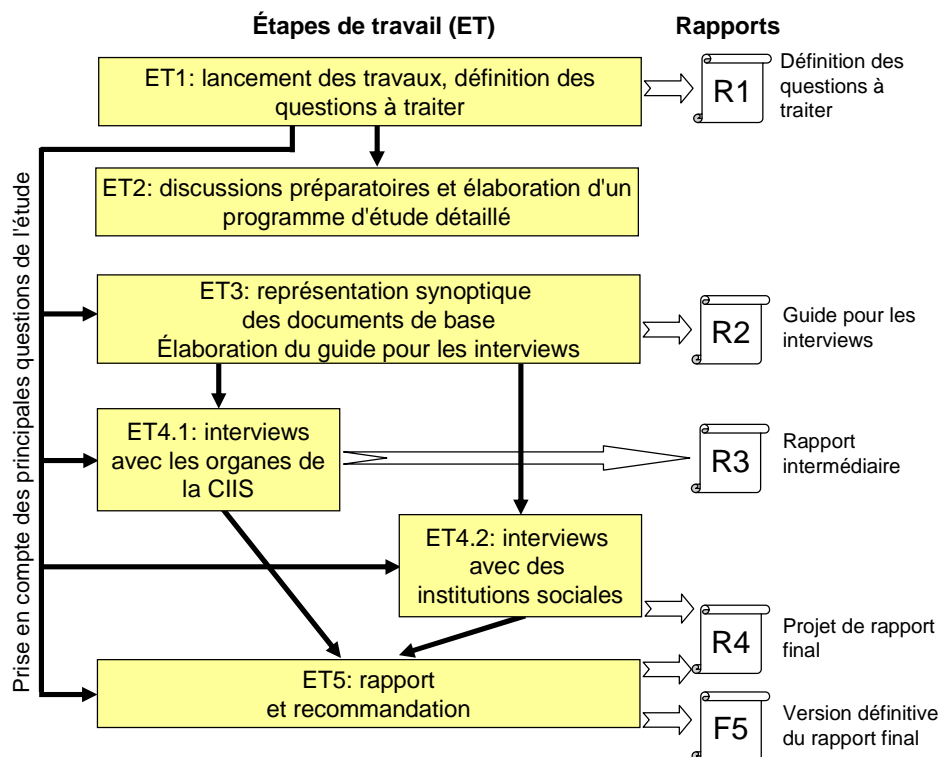 Étapes de travail (ET)
Rapports
ET1: lancement des travaux, définition des
questions à traiter
R1
Définition des
questions à
traiter
ET2: discussions préparatoires et élaboration d'un
programme d'étude détaillé
Prise en compte des principales questions de l'étude
ET3: représentation synoptique
des documents de base
Élaboration du guide pour les interviews
R2
Guide pour les
interviews
ET4.1: interviews
avec les organes de
la CIIS
R3
Rapport
intermédiaire
ET4.2: interviews
avec des
institutions sociales
R4
Projet de rapport
final
ET5: rapport
et recommandation
F5
Version définitive
du rapport final